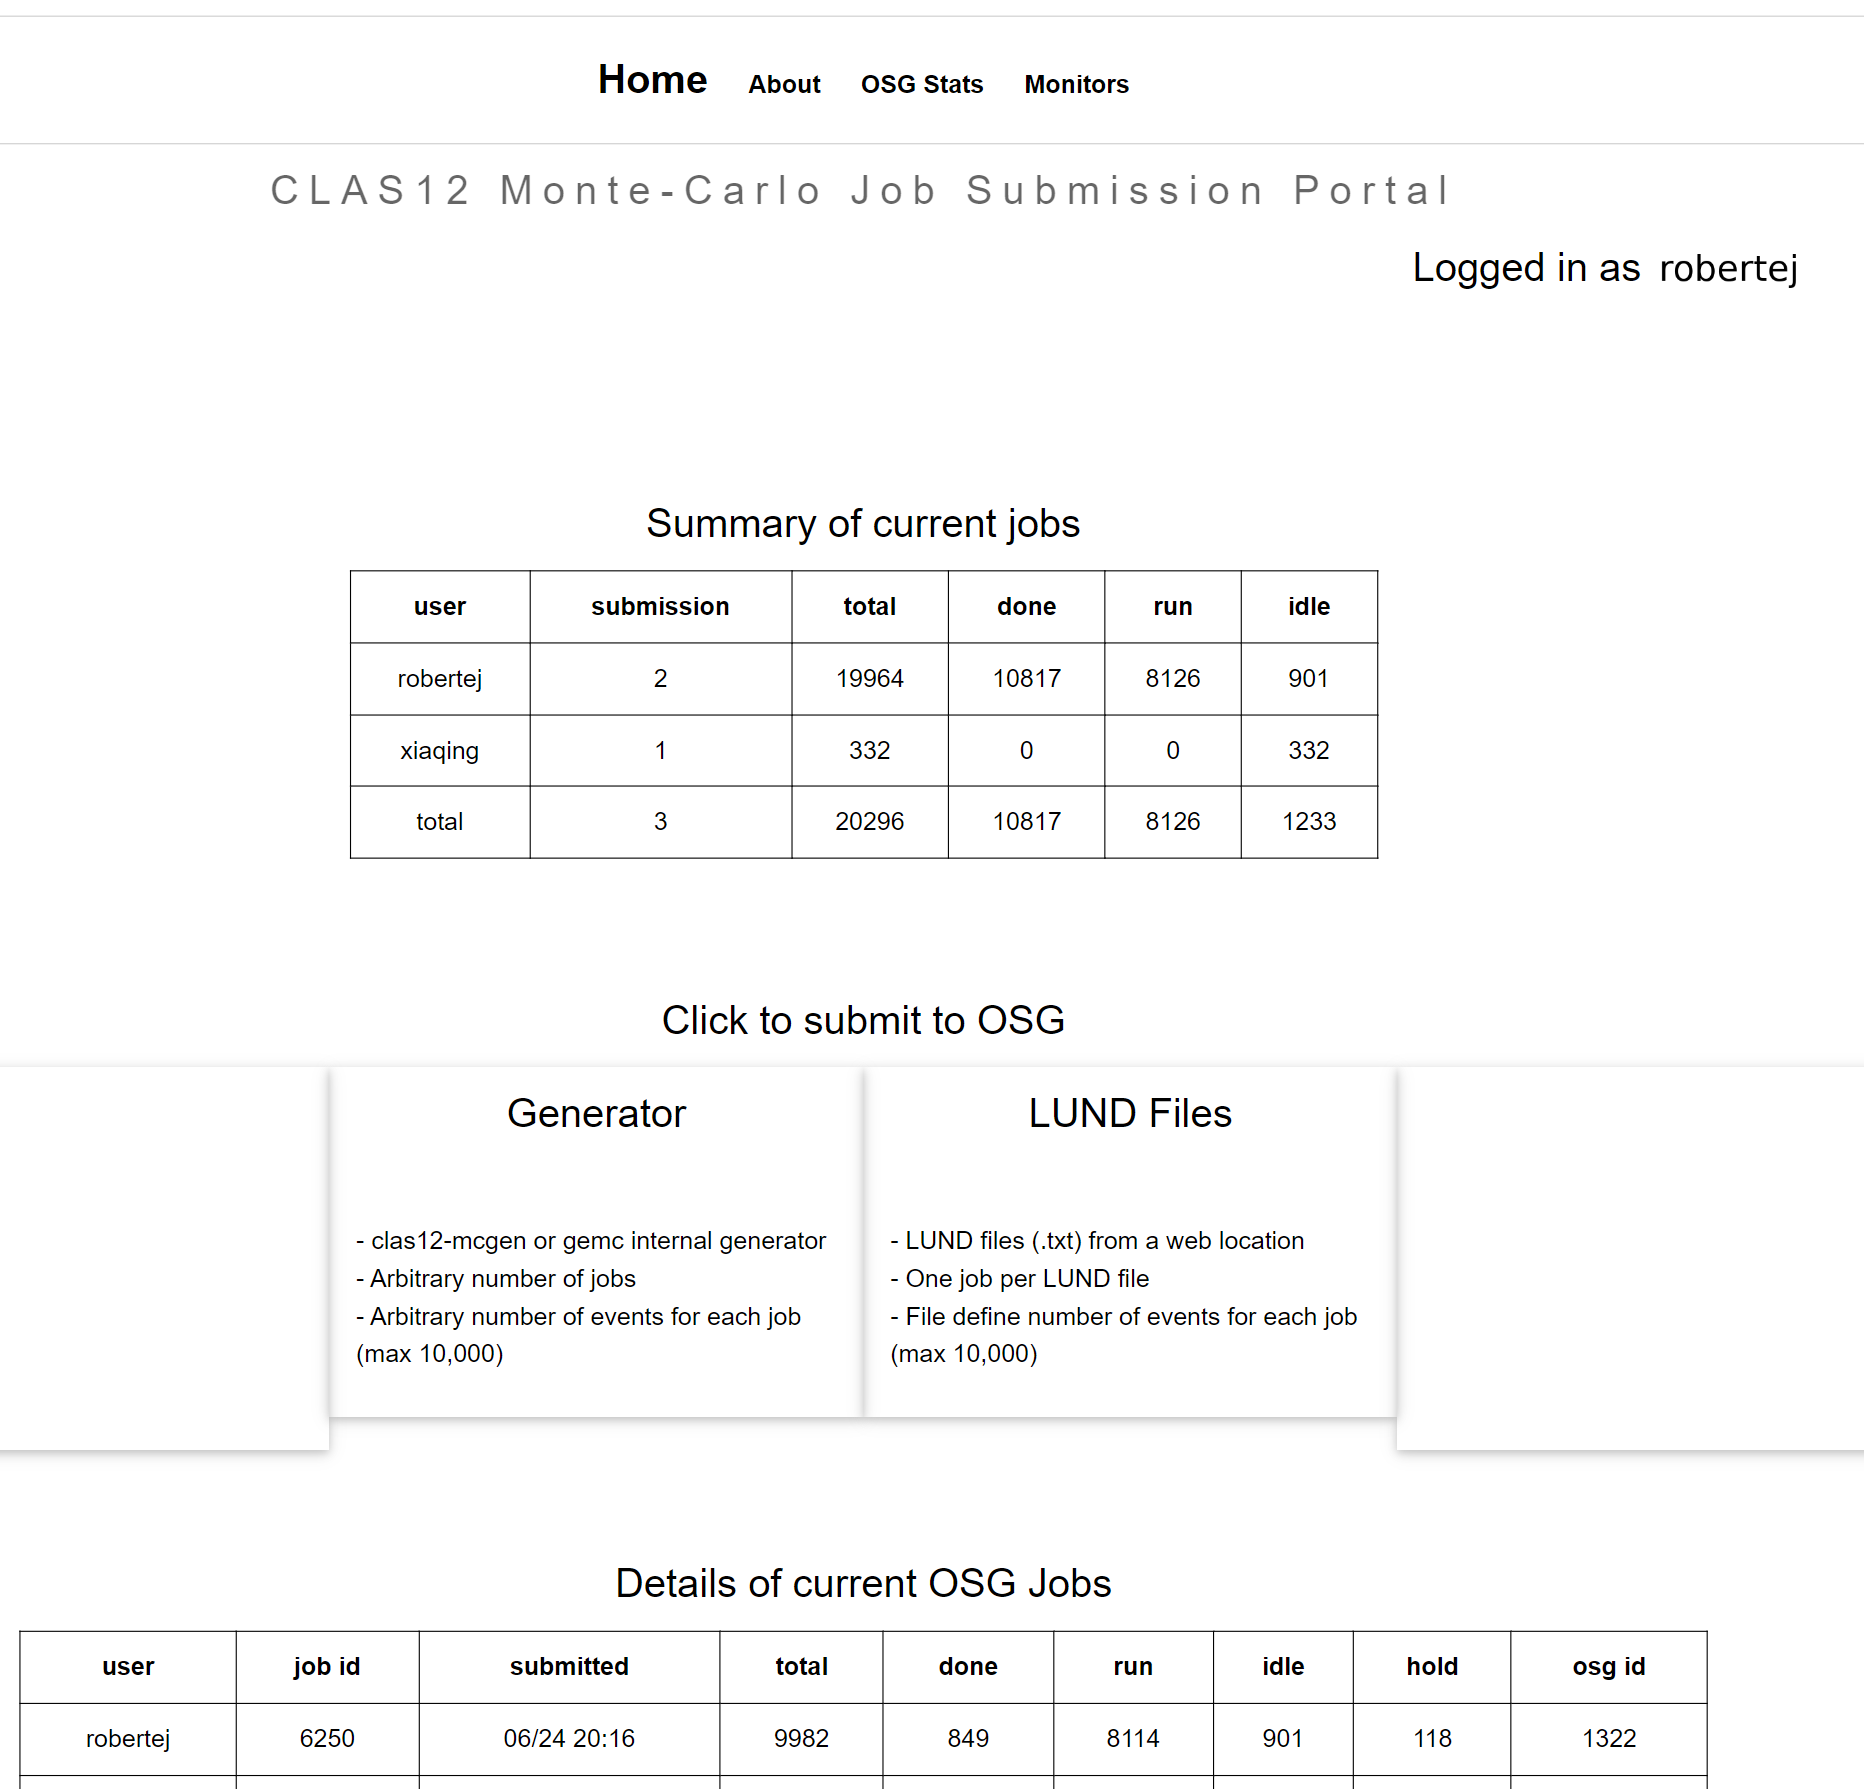 Home About OSG Stats Monitors
CLAS12 Monte-Carlo Job Submission Portal
Logged in as robertej
Summary of current jobs
user submission total done run idle
robertej 2 19964 10817 8126 901
xiaqing 1 332 0 0 332
total 3 20296 10817 8126 1233
Click to submit to OSG
Generator
- clas12-mcgen or gemc internal generator
- Arbitrary number of jobs
- Arbitrary number of events for each job
(max 10,000)
LUND Files
- LUND files (.txt) from a web location
- One job per LUND file
- File define number of events for each job
(max 10,000)
Details of current OSG Jobs
user job id submitted total done run idle hold osg id
robertej 6250 06/24 20:16 9982 849 8114 901 118 1322